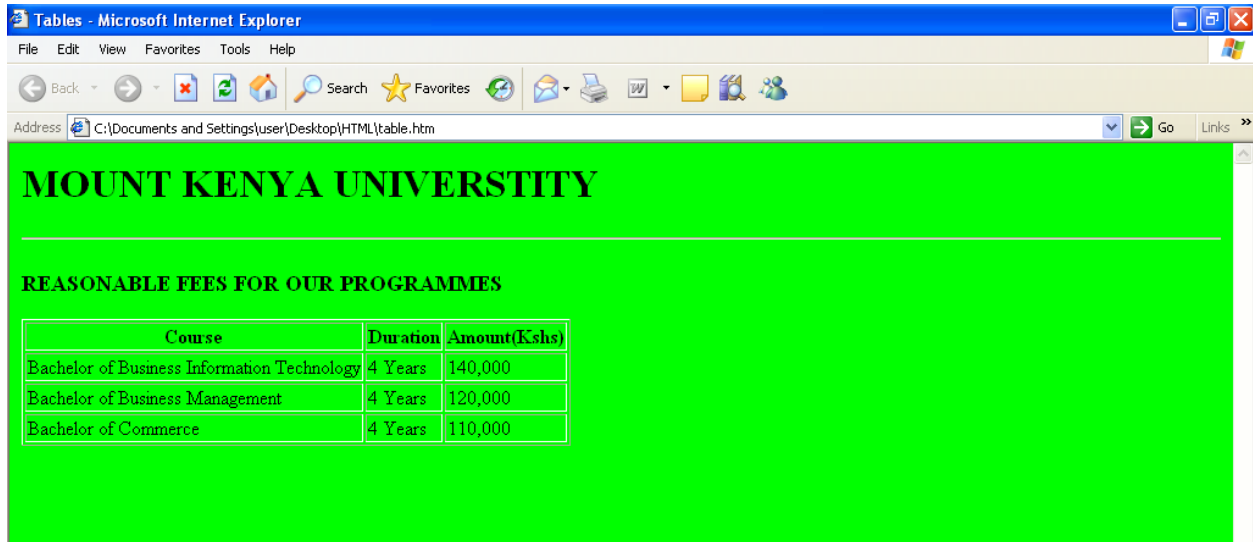 Tables - Microsoft Internet Explorer
File Edit View Favorites Tools Help
Back Search Favorites W
Address C:\Documents and Settings\user\Desktop\HTML\table.htm Go Links »
MOUNT KENYA UNIVERSTITY
REASONABLE FEES FOR OUR PROGRAMMES
Course Duration Amount(Kshs)
Bachelor of Business Information Technology 4 Years 140,000
Bachelor of Business Management 4 Years 120,000
Bachelor of Commerce 4 Years 110,000